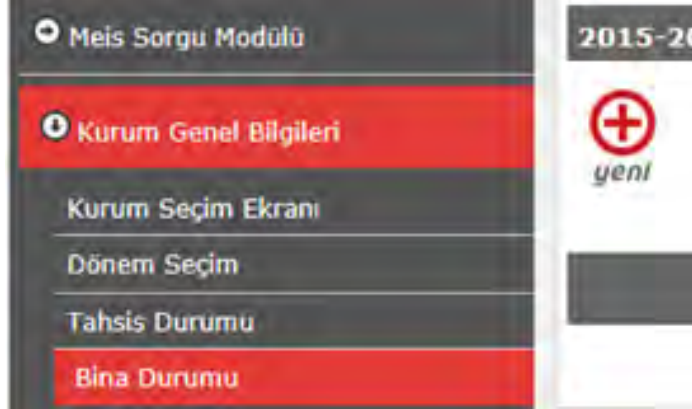 Meis Sorgu Modülü
2015-20
Kurum Genel Bilgileri
yeni
Kurum Seçim Ekranı
Dönem Seçim
Tahsis Durumu
Bina Durumu